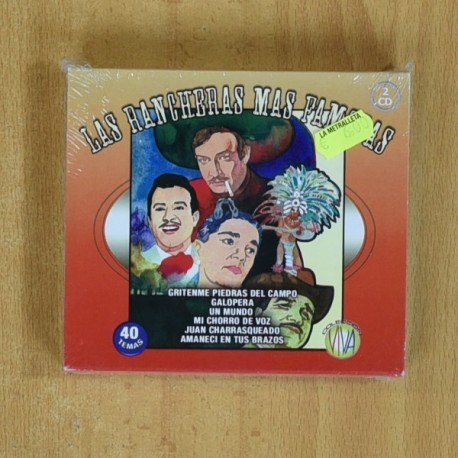 LAS RANCHERAS MAS
2
CD
LA METRALLETA
GRITENME PIEDRAS DEL CAMPO
GALOPERA
UN MUNDO
MI CHORRO DE VOZ
JUAN CHARRASQUEADO
AMANECI EN TUS BRAZOS
40
TEMAS
VIVA